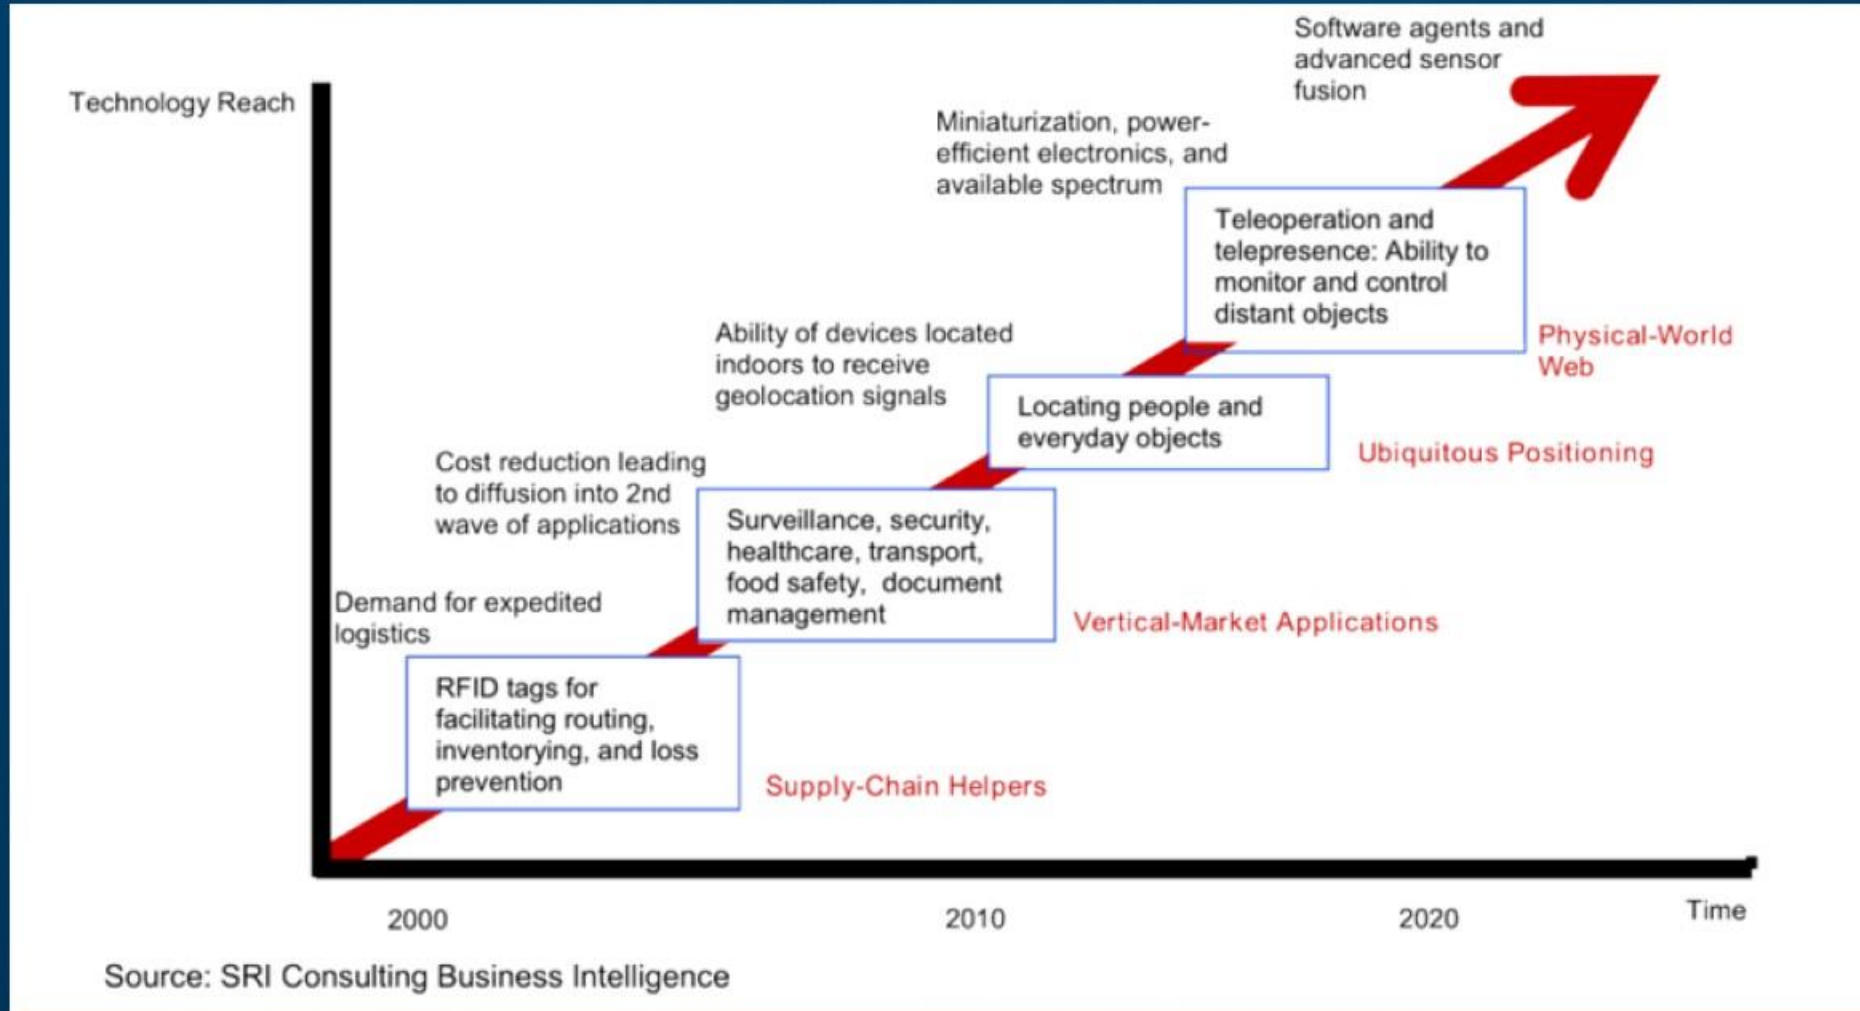 Software agents and
advanced sensor
fusion
Technology Reach
Miniaturization, power-
efficient electronics, and
available spectrum
Teleoperation and
telepresence: Ability to
monitor and control
distant objects
Physical-World
Web
Ability of devices located
indoors to receive
geolocation signals
Locating people and
everyday objects
Ubiquitous Positioning
Cost reduction leading
to diffusion into 2nd
wave of applications
Surveillance, security,
healthcare, transport,
food safety, document
management
Vertical-Market Applications
Demand for expedited
logistics
RFID tags for
facilitating routing,
inventorying, and loss
prevention
Supply-Chain Helpers
2000
2010
2020
Time
Source: SRI Consulting Business Intelligence